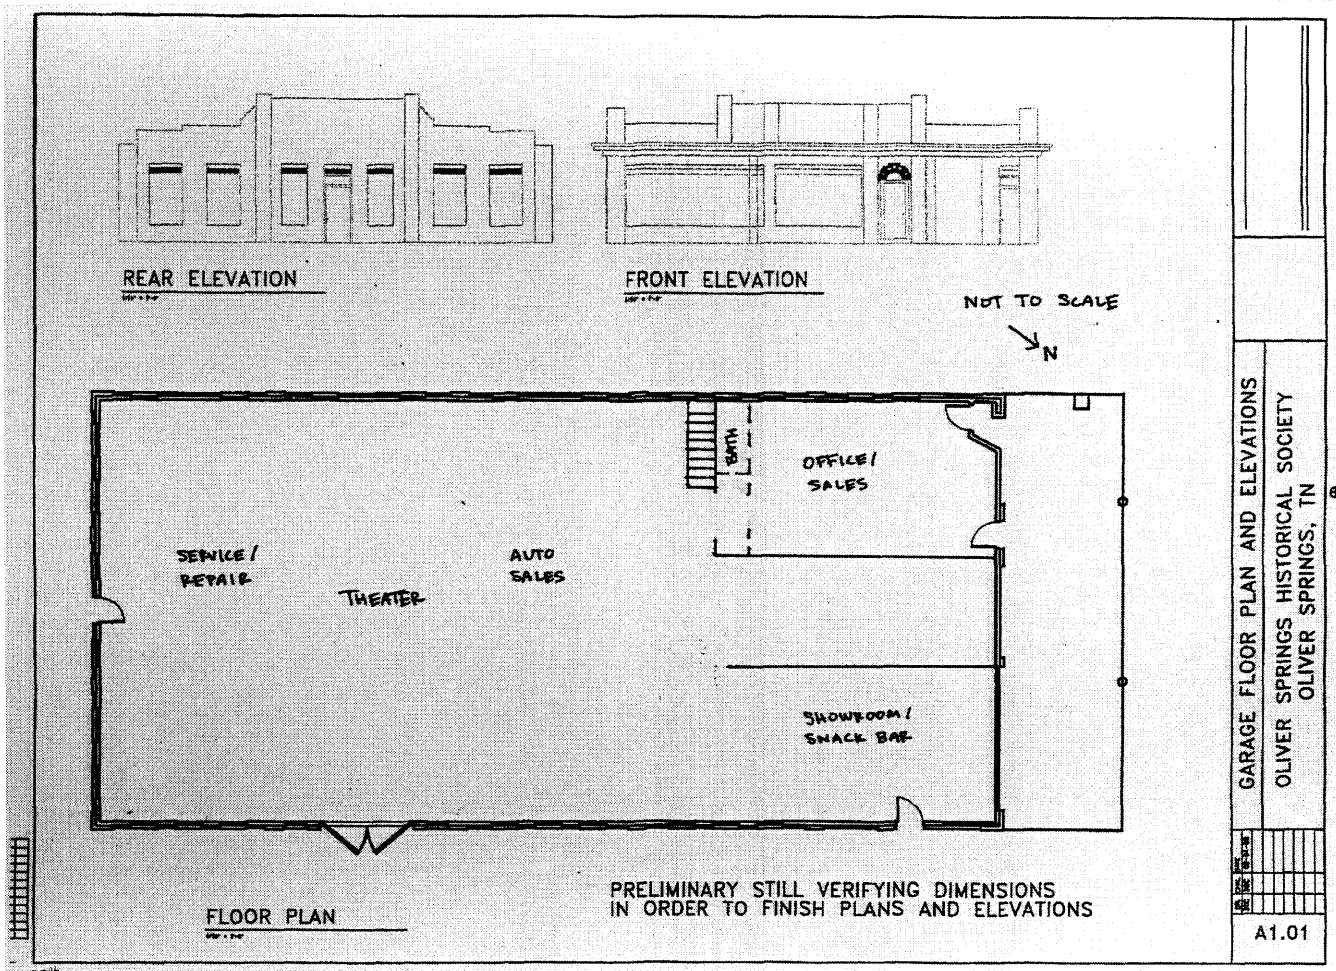 REAR ELEVATION
FRONT ELEVATION
NOT TO SCALE
N
BATH
OFFICE/
SALES
SERVICE/
REPAIR
AUTO
SALES
THEATER
SHOWROOM/
SNACK BAR
FLOOR PLAN
PRELIMINARY STILL VERIFYING DIMENSIONS
IN ORDER TO FINISH PLANS AND ELEVATIONS
GARAGE FLOOR PLAN AND ELEVATIONS
OLIVER SPRINGS HISTORICAL SOCIETY
OLIVER SPRINGS, TN
A1.01